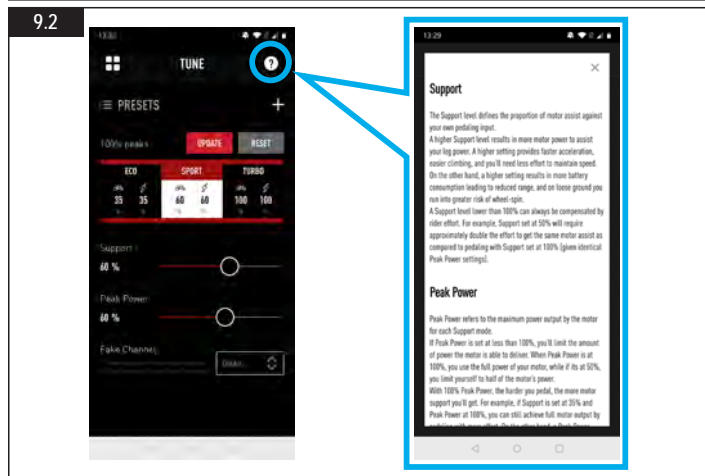 9.2
TUNE
?
PRESETS
+
100% peaks
UPDATE
RESET
ECO
SPORT
TURBO
35 35
60 60
100 100
Support
60 %
Peak Power
60 %
Fake Channel
13:29
Support
The Support level defines the proportion of motor assist against
your own pedaling input.
A higher Support level results in more motor power to assist
your leg power. A higher setting provides faster acceleration,
easier climbing, and you'll need less effort to maintain speed.
On the other hand, a higher setting results in more battery
consumption leading to reduced range, and on loose ground you
run into greater risk of wheel-spin.
A Support level lower than 100% can always be compensated by
rider effort. For example, Support set at 50% will require
approximately double the effort to get the same motor assist as
compared to pedaling with Support set at 100% (given identical
Peak Power settings).
Peak Power
Peak Power refers to the maximum power output by the motor
for each Support mode.
If Peak Power is set at less than 100%, you'll limit the amount
of power the motor is able to deliver. When Peak Power is at
100%, you use the full power of your motor, while if its at 50%,
you limit yourself to half of the motor's power.
With 100% Peak Power, the harder you pedal, the more motor
support you'll get. For example, if Support is set at 35% and
Peak Power at 100%, you can still achieve full motor output by